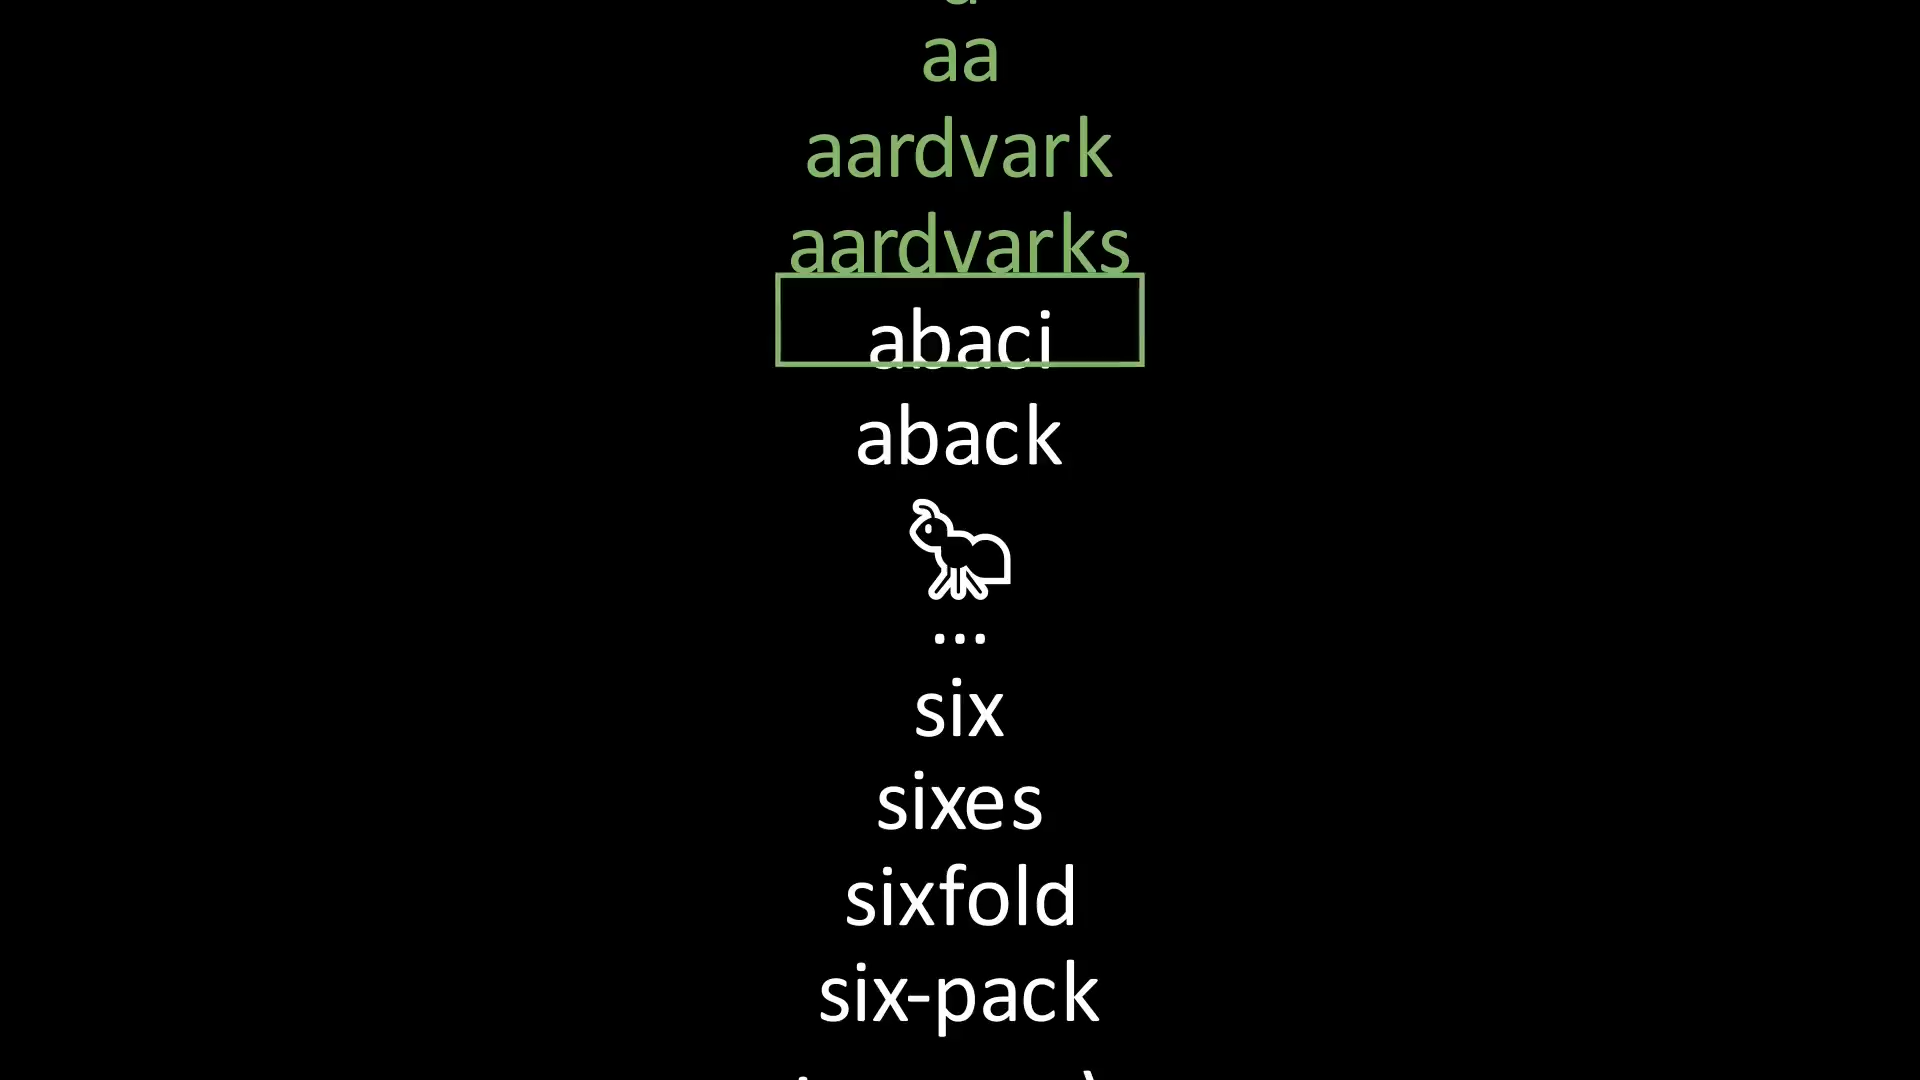 aa
aardvark
aardvarks
abaci
aback
...
six
sixes
sixfold
six-pack